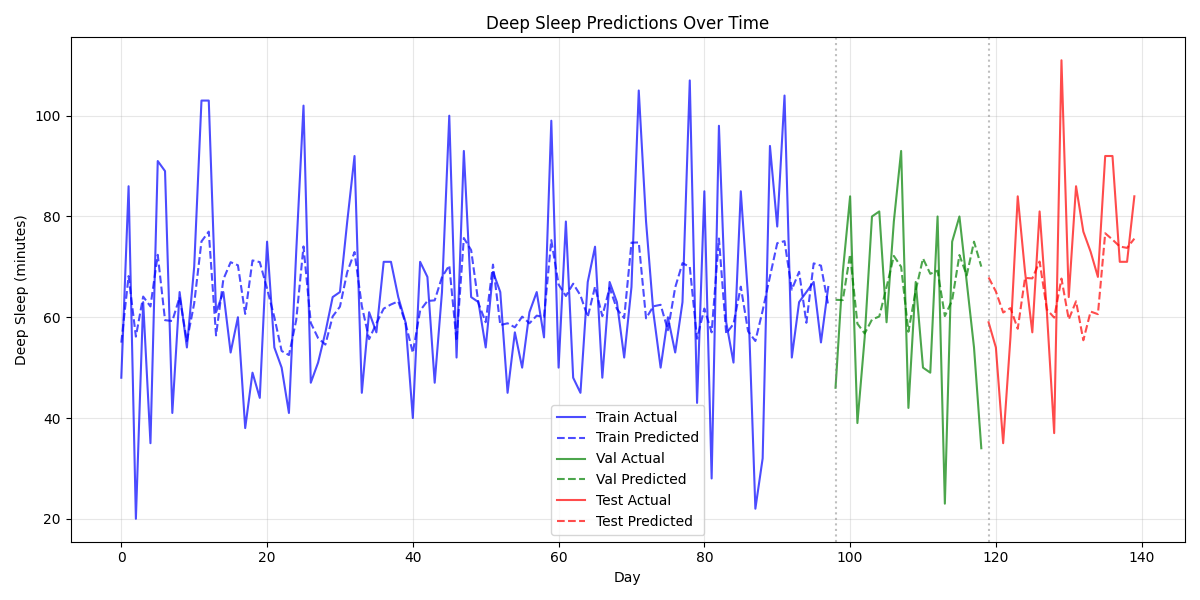 Deep Sleep Predictions Over Time
Deep Sleep (minutes)
100
80
60
40
20
Train Actual
Train Predicted
Val Actual
Val Predicted
Test Actual
Test Predicted
0 20 40 60 80 100 120 140
Day